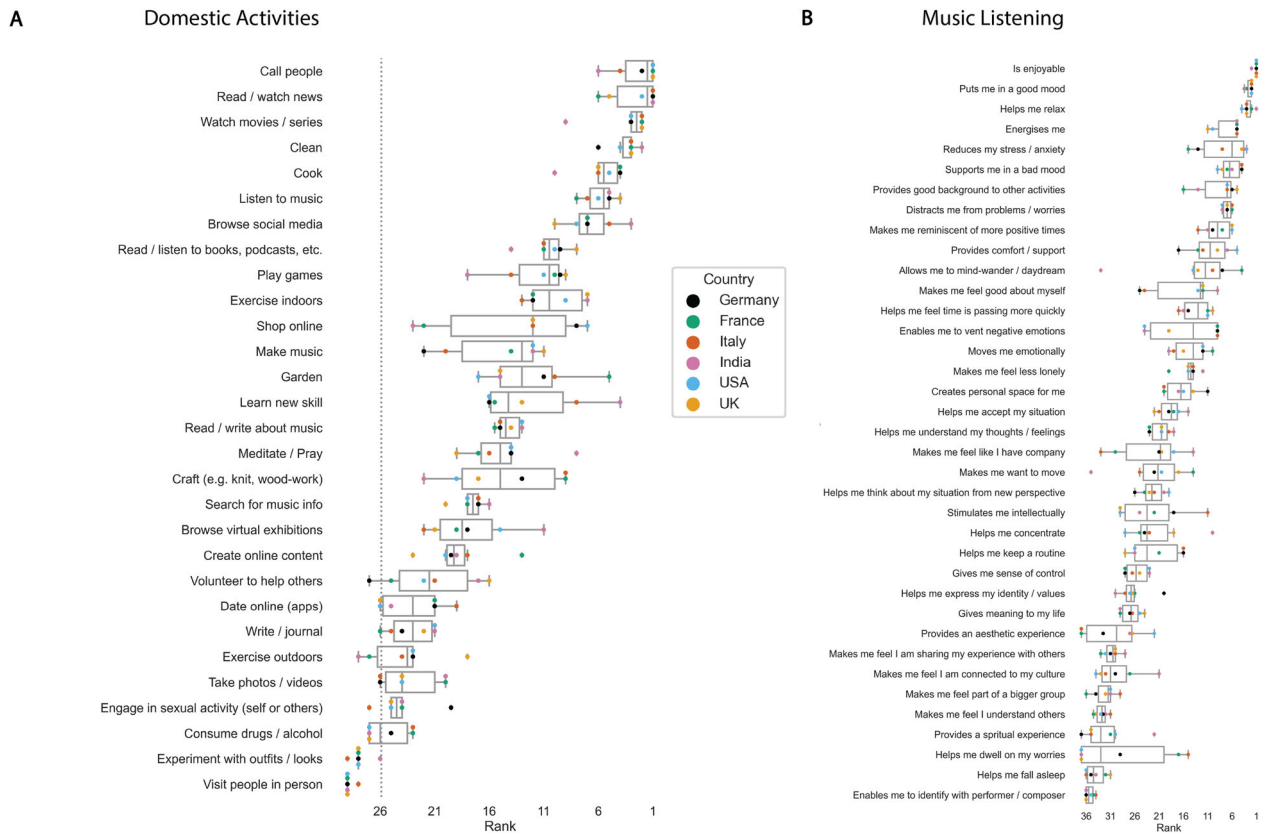 A
Domestic Activities
Call people
Read / watch news
Watch movies / series
Clean
Cook
Listen to music
Browse social media
Read / listen to books, podcasts, etc.
Play games
Exercise indoors
Shop online
Make music
Garden
Learn new skill
Read / write about music
Meditate / Pray
Craft (e.g. knit, wood-work)
Search for music info
Browse virtual exhibitions
Create online content
Volunteer to help others
Date online (apps)
Write / journal
Exercise outdoors
Take photos / videos
Engage in sexual activity (self or others)
Consume drugs / alcohol
Experiment with outfits / looks
Visit people in person
26 21 16 11 6 1
Rank
Country
Germany
France
Italy
India
USA
UK
B
Music Listening
Is enjoyable
Puts me in a good mood
Helps me relax
Energises me
Reduces my stress / anxiety
Supports me in a bad mood
Provides good background to other activities
Distracts me from problems / worries
Makes me reminiscent of more positive times
Provides comfort / support
Allows me to mind-wander / daydream
Makes me feel good about myself
Helps me feel time is passing more quickly
Enables me to vent negative emotions
Moves me emotionally
Makes me feel less lonely
Creates personal space for me
Helps me accept my situation
Helps me understand my thoughts / feelings
Makes me feel like I have company
Makes me want to move
Helps me think about my situation from new perspective
Stimulates me intellectually
Helps me concentrate
Helps me keep a routine
Gives me sense of control
Helps me express my identity / values
Gives meaning to my life
Provides an aesthetic experience
Makes me feel I am sharing my experience with others
Makes me feel I am connected to my culture
Makes me feel part of a bigger group
Makes me feel I understand others
Provides a spritual experience
Helps me dwell on my worries
Helps me fall asleep
Enables me to identify with performer / composer
36 31 26 21 16 11 6 1
Rank